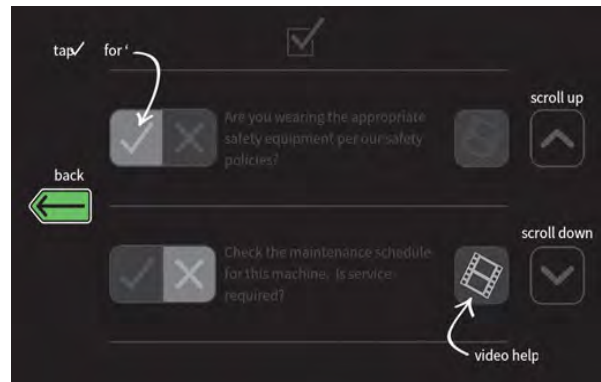 tap✓ for ‘
scroll up
Are you wearing the appropriate
safety equipment per our safety
policies?
back
scroll down
Check the maintenance schedule
for this machine. Is service
required?
video help